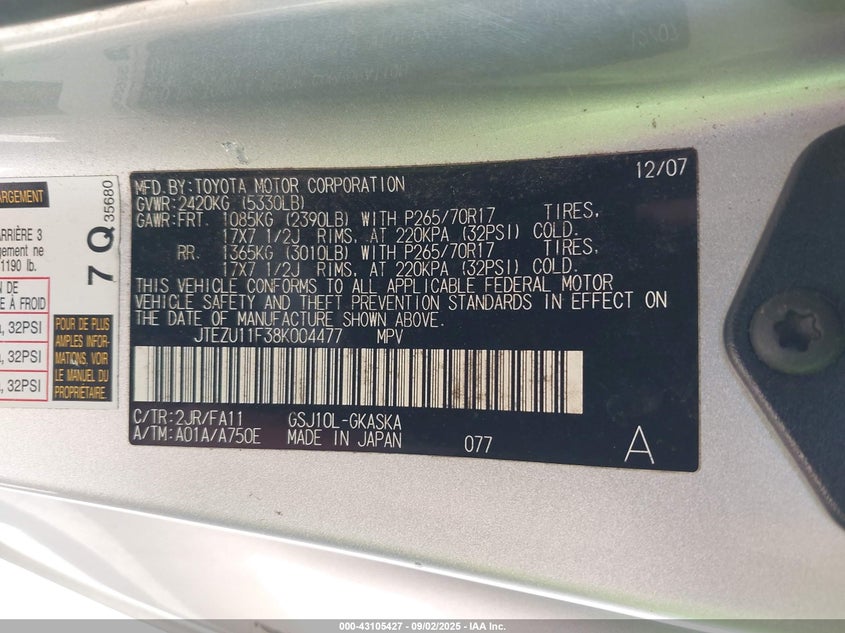 12/07
MFD.BY:TOYOTA MOTOR CORPORATION
GVWR:2420KG (5330LB)
GAWR:FRT. 1085KG (2390LB) WITH P265/70R17 TIRES,
17X7 1/2J RIMS, AT 220KPA (32PSI) COLD.
RR. 1365KG (3010LB) WITH P265/70R17 TIRES,
17X7 1/2J RIMS, AT 220KPA (32PSI) COLD.
THIS VEHICLE CONFORMS TO ALL APPLICABLE FEDERAL MOTOR
VEHICLE SAFETY AND THEFT PREVENTION STANDARDS IN EFFECT ON
THE DATE OF MANUFACTURE SHOWN ABOVE.
JTEZU11F38K004477 MPV
C/TR:2JR/FA11 GSJ10L-GKASKA
A/TM:A01A/A750E MADE IN JAPAN 077 A
ARGEMENT
ARRIÈRE 3
gement ne
1190 lb.
N DE
E À FROID
, 32PSI
, 32PSI
, 32PSI
7 Q 35680
POUR DE PLUS
AMPLES INFOR-
MATIONS, VOIR
LE MANUEL DU
PROPRIÉTAIRE.
000-43105427 - 09/02/2025 - IAA Inc.